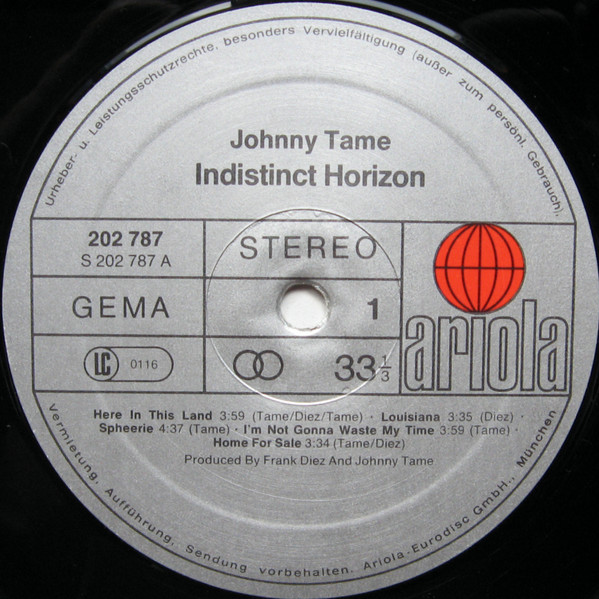 Urheber- u. Leistungsschutzrechte, besonders Vervielfältigung (außer zum persönl. Gebrauch),
Johnny Tame
Indistinct Horizon
202 787
S 202 787 A
STEREO
GEMA
1
LC 0116
33 1/3
ariola
Here In This Land 3:59 (Tame/Diez/Tame) · Louisiana 3:35 (Diez) ·
Spheerie 4:37 (Tame) · I'm Not Gonna Waste My Time 3:59 (Tame) ·
Home For Sale 3:34 (Tame/Diez)
Produced By Frank Diez And Johnny Tame
Vermietung, Aufführung, Sendung vorbehalten. Ariola-Eurodisc GmbH., München